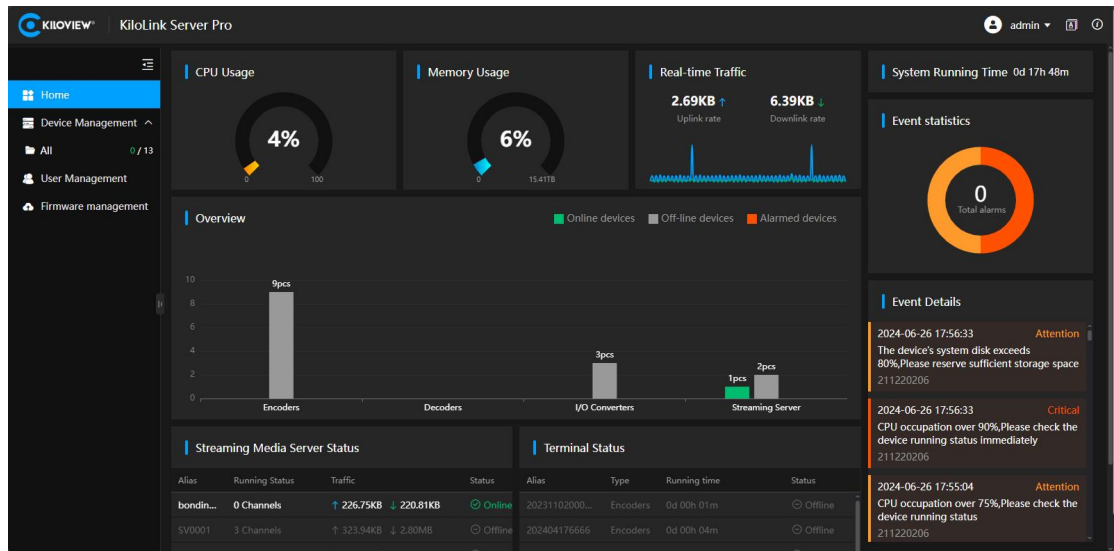 KILOVIEW® KiloLink Server Pro
admin
Home
Device Management
All 0 / 13
User Management
Firmware management
CPU Usage
4%
0 100
Memory Usage
6%
0 15.41TB
Real-time Traffic
2.69KB ↑ 6.39KB ↓
Uplink rate Downlink rate
System Running Time 0d 17h 48m
Event statistics
0
Total alarms
Overview
Online devices Off-line devices Alarmed devices
10
8
6
4
2
0
9pcs
3pcs
1pcs
2pcs
Encoders Decoders I/O Converters Streaming Server
Event Details
2024-06-26 17:56:33 Attention
The device's system disk exceeds
80%,Please reserve sufficient storage space
211220206
2024-06-26 17:56:33 Critical
CPU occupation over 90%,Please check the
device running status immediately
211220206
2024-06-26 17:55:04 Attention
CPU occupation over 75%,Please check the
device running status
211220206
Streaming Media Server Status
Alias Running Status Traffic Status
bondin... 0 Channels ↑ 226.75KB ↓ 220.81KB Online
SV0001 3 Channels ↑ 323.94KB ↓ 2.80MB Offline
Terminal Status
Alias Type Running time Status
20231102000... Encoders 0d 00h 01m Offline
202404176666 Encoders 0d 00h 04m Offline